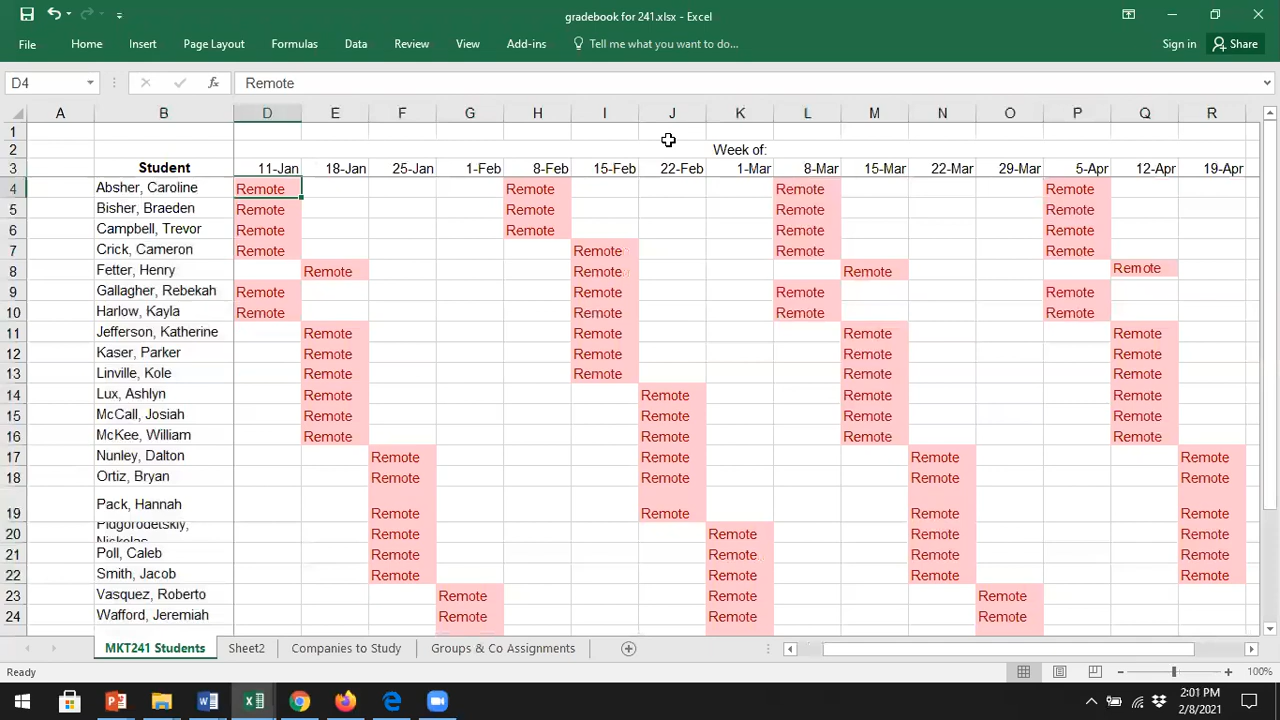 gradebook for 241.xlsx - Excel
File Home Insert Page Layout Formulas Data Review View Add-ins Tell me what you want to do... Sign in Share
D4 fx Remote
A B D E F G H I J K L M N O P Q R
1
2 Week of:
3 Student 11-Jan 18-Jan 25-Jan 1-Feb 8-Feb 15-Feb 22-Feb 1-Mar 8-Mar 15-Mar 22-Mar 29-Mar 5-Apr 12-Apr 19-Apr
4 Absher, Caroline Remote Remote Remote Remote
5 Bisher, Braeden Remote Remote Remote Remote
6 Campbell, Trevor Remote Remote Remote Remote
7 Crick, Cameron Remote Remote Remote Remote
8 Fetter, Henry Remote Remote Remote Remote
9 Gallagher, Rebekah Remote Remote Remote Remote
10 Harlow, Kayla Remote Remote Remote Remote
11 Jefferson, Katherine Remote Remote Remote Remote
12 Kaser, Parker Remote Remote Remote Remote
13 Linville, Kole Remote Remote Remote Remote
14 Lux, Ashlyn Remote Remote Remote Remote
15 McCall, Josiah Remote Remote Remote Remote
16 McKee, William Remote Remote Remote Remote
17 Nunley, Dalton Remote Remote Remote Remote
18 Ortiz, Bryan Remote Remote Remote Remote
19 Pack, Hannah Remote Remote Remote Remote
20 Pidgorodetskiy, Remote Remote Remote Remote
21 Poll, Caleb Remote Remote Remote Remote
22 Smith, Jacob Remote Remote Remote Remote
23 Vasquez, Roberto Remote Remote Remote
24 Wafford, Jeremiah Remote Remote Remote
MKT241 Students Sheet2 Companies to Study Groups & Co Assignments
Ready 100%
2:01 PM
2/8/2021